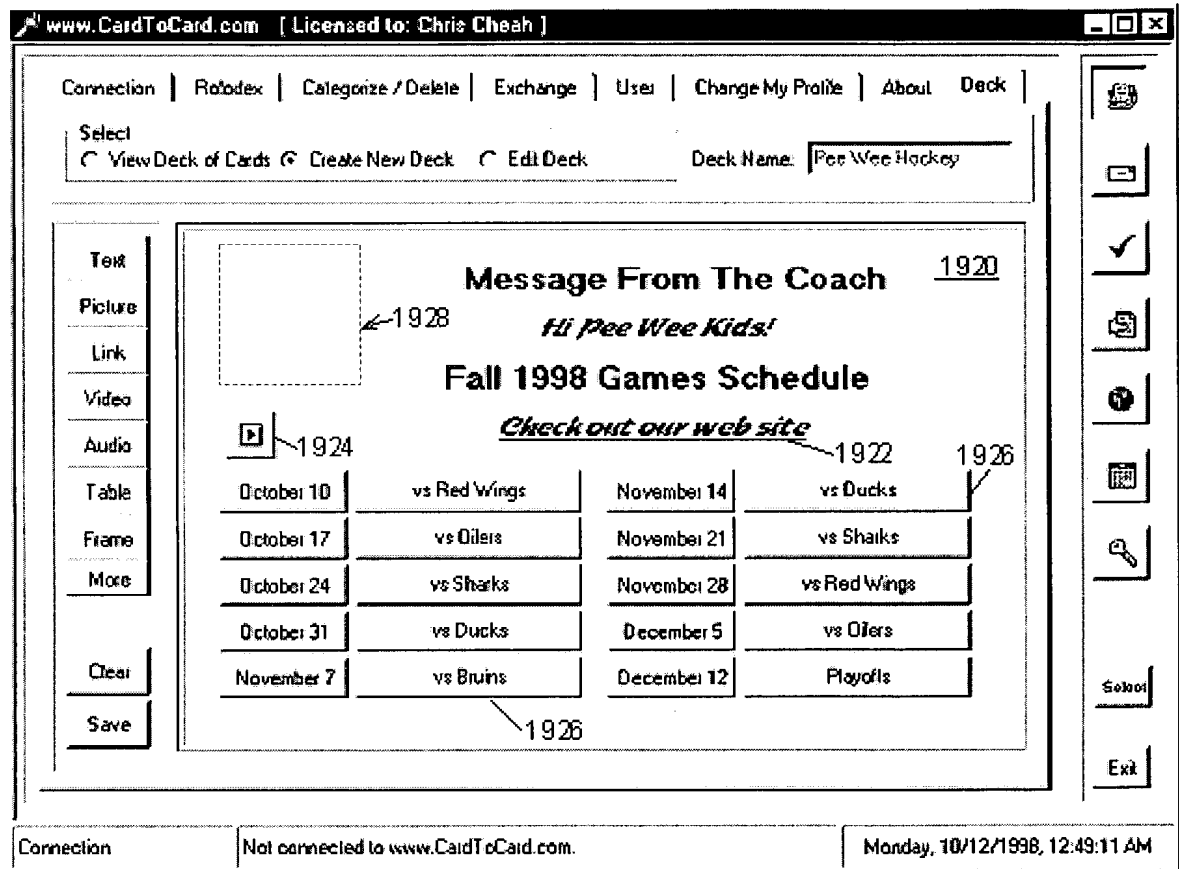 www.CardToCard.com [ Licensed to: Chris Cheah ]
Connection | Rolodex | Categorize / Delete | Exchange | User | Change My Profile | About Deck
Select
View Deck of Cards Create New Deck Edit Deck Deck Name: Pee Wee Hockey
Text
Picture
Link
Video
Audio
Table
Frame
More
Clear
Save
Message From The Coach 1920
1928 Hi Pee Wee Kids!
Fall 1998 Games Schedule
Check out our web site
1924 1922 1926
October 10 vs Red Wings November 14 vs Ducks
October 17 vs Oilers November 21 vs Sharks
October 24 vs Sharks November 28 vs Red Wings
October 31 vs Ducks December 5 vs Oilers
November 7 vs Bruins December 12 Playoffs
1926
Select
Exit
Connection Not connected to www.CardToCard.com. Monday, 10/12/1998, 12:49:11 AM